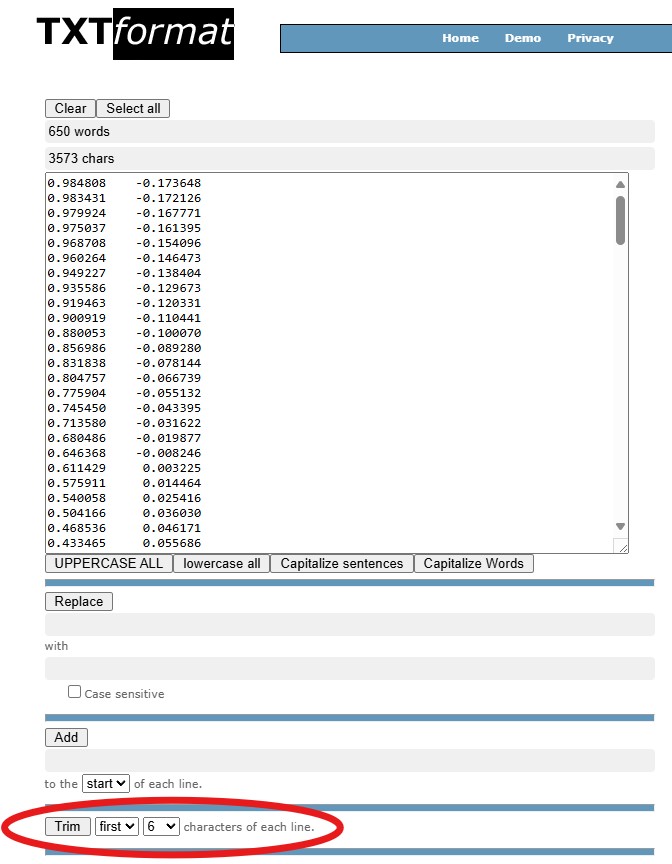 TXTformat
Home Demo Privacy
Clear Select all
650 words
3573 chars
0.984808    -0.173648
0.983431    -0.172126
0.979924    -0.167771
0.975037    -0.161395
0.968708    -0.154096
0.960264    -0.146473
0.949227    -0.138404
0.935586    -0.129673
0.919463    -0.120331
0.900919    -0.110441
0.880053    -0.100070
0.856986    -0.089280
0.831838    -0.078144
0.804757    -0.066739
0.775904    -0.055132
0.745450    -0.043395
0.713580    -0.031622
0.680486    -0.019877
0.646368    -0.008246
0.611429     0.003225
0.575911     0.014464
0.540058     0.025416
0.504166     0.036030
0.468536     0.046171
0.433465     0.055686
UPPERCASE ALL lowercase all Capitalize sentences Capitalize Words
Replace
with
Case sensitive
Add
to the start of each line.
Trim first 6 characters of each line.